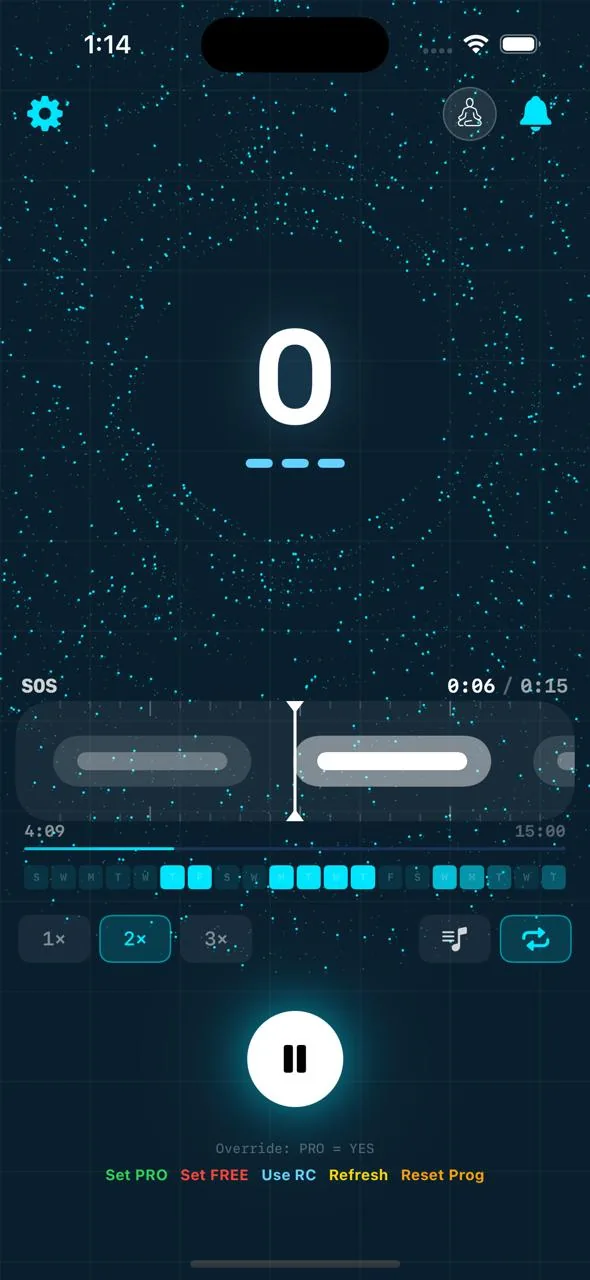 1:14
0
SOS 0:06 / 0:15
4:09 15:00
S W M T W T F S W M T W T F S W M T W T
1× 2× 3×
Override: PRO = YES
Set PRO Set FREE Use RC Refresh Reset Prog